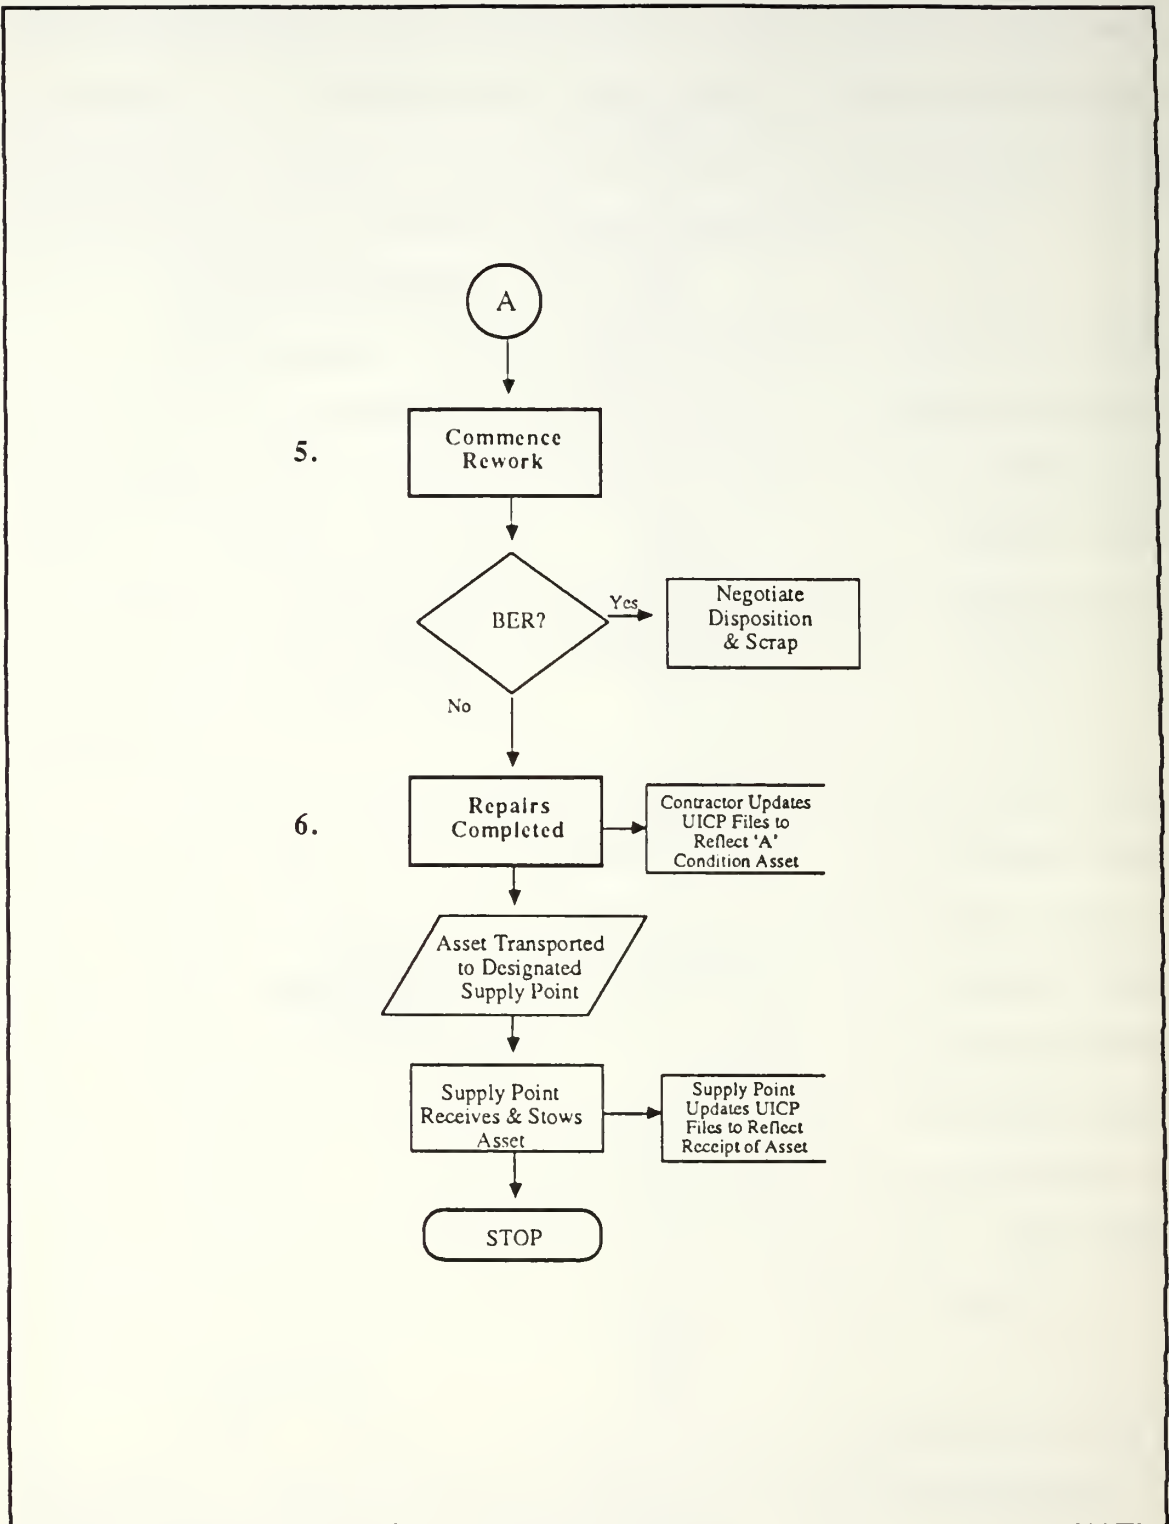 A
5.
Commence
Rework
BER?
Yes
Negotiate
Disposition
& Scrap
No
6.
Repairs
Completed
Contractor Updates
UICP Files to
Reflect 'A'
Condition Asset
Asset Transported
to Designated
Supply Point
Supply Point
Receives & Stows
Asset
Supply Point
Updates UICP
Files to Reflect
Receipt of Asset
STOP